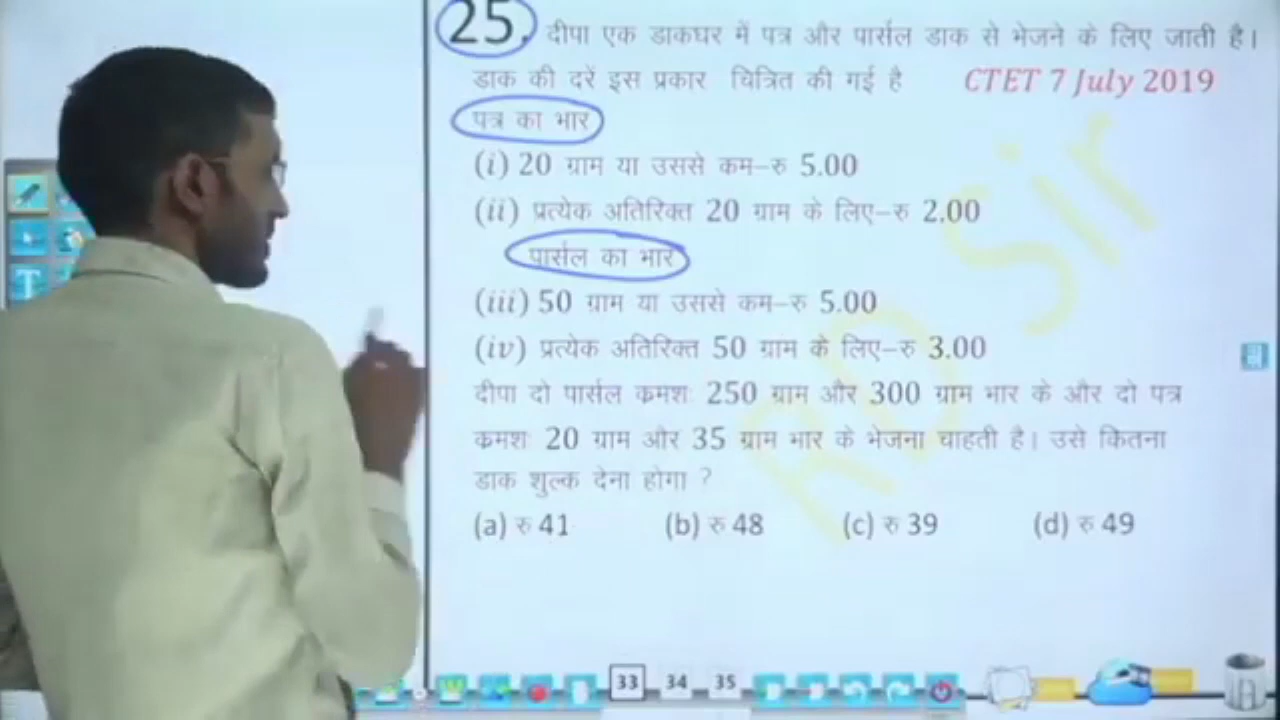 25. दीपा एक डाकघर में पत्र और पार्सल डाक से भेजने के लिए जाती है।
डाक की दरें इस प्रकार चित्रित की गई है CTET 7 July 2019
पत्र का भार
(i) 20 ग्राम या उससे कम–रु 5.00
(ii) प्रत्येक अतिरिक्त 20 ग्राम के लिए–रु 2.00
पार्सल का भार
(iii) 50 ग्राम या उससे कम–रु 5.00
(iv) प्रत्येक अतिरिक्त 50 ग्राम के लिए–रु 3.00
दीपा दो पार्सल क्रमशः 250 ग्राम और 300 ग्राम भार के और दो पत्र
क्रमशः 20 ग्राम और 35 ग्राम भार के भेजना चाहती है। उसे कितना
डाक शुल्क देना होगा ?
(a) रु 41 (b) रु 48 (c) रु 39 (d) रु 49
RD Sir
33 34 35